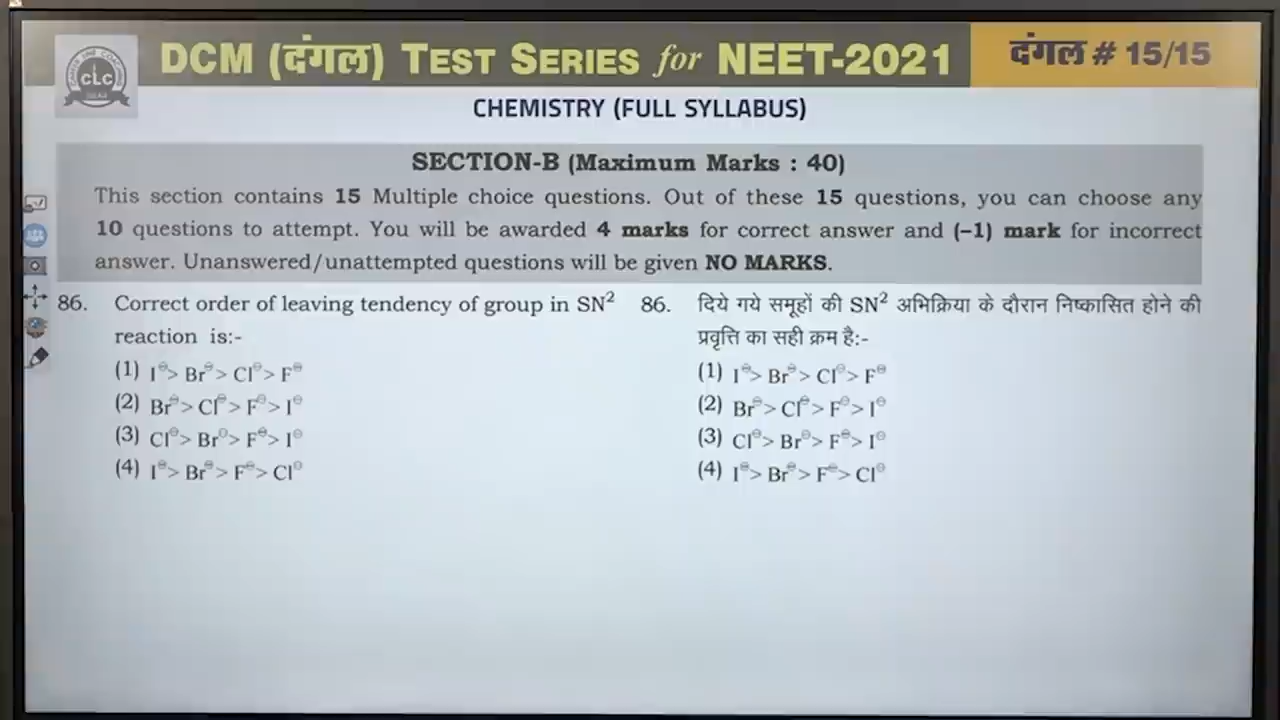 DCM (दंगल) TEST SERIES for NEET-2021
दंगल # 15/15
CLC
CHEMISTRY (FULL SYLLABUS)
SECTION-B (Maximum Marks : 40)
This section contains 15 Multiple choice questions. Out of these 15 questions, you can choose any
10 questions to attempt. You will be awarded 4 marks for correct answer and (−1) mark for incorrect
answer. Unanswered/unattempted questions will be given NO MARKS.
86. Correct order of leaving tendency of group in SN²
reaction is:-
(1) I⊖> Br⊖> Cl⊖> F⊖
(2) Br⊖> Cl⊖> F⊖> I⊖
(3) Cl⊖> Br⊖> F⊖> I⊖
(4) I⊖> Br⊖> F⊖> Cl⊖
86. दिये गये समूहों की SN² अभिक्रिया के दौरान निष्कासित होने की
प्रवृत्ति का सही क्रम है:-
(1) I⊖> Br⊖> Cl⊖> F⊖
(2) Br⊖> Cl⊖> F⊖> I⊖
(3) Cl⊖> Br⊖> F⊖> I⊖
(4) I⊖> Br⊖> F⊖> Cl⊖